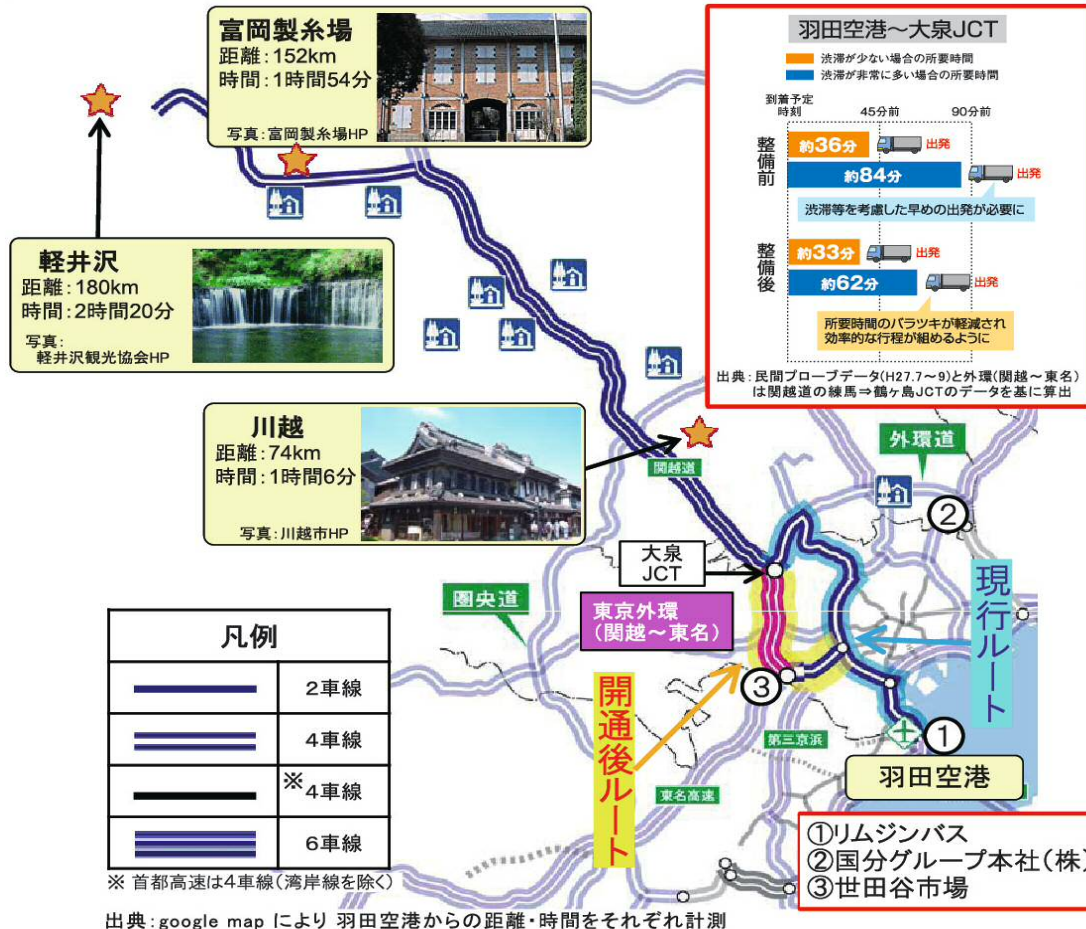 富岡製糸場
距離：152km
時間：1時間54分
写真：富岡製糸場HP
羽田空港～大泉JCT
渋滞が少ない場合の所要時間
渋滞が非常に多い場合の所要時間
到着予定
時刻
45分前
90分前
整備前
約36分
出発
約84分
出発
渋滞等を考慮した早めの出発が必要に
整備後
約33分
出発
約62分
出発
所要時間のバラツキが軽減され
効率的な行程が組めるように
出典：民間プローブデータ(H27.7～9)と外環(関越～東名)
は関越道の練馬⇒鶴ヶ島JCTのデータを基に算出
軽井沢
距離：180km
時間：2時間20分
写真：
軽井沢観光協会HP
川越
距離：74km
時間：1時間6分
写真：川越市HP
関越道
外環道
②
大泉
JCT
圏央道
東京外環
（関越～東名）
現行ルート
③
開通後ルート
第三京浜
①
羽田空港
東名高速
凡例
2車線
4車線
※4車線
6車線
※ 首都高速は4車線（湾岸線を除く）
①リムジンバス
②国分グループ本社（株）
③世田谷市場
出典：google map により 羽田空港からの距離・時間をそれぞれ計測